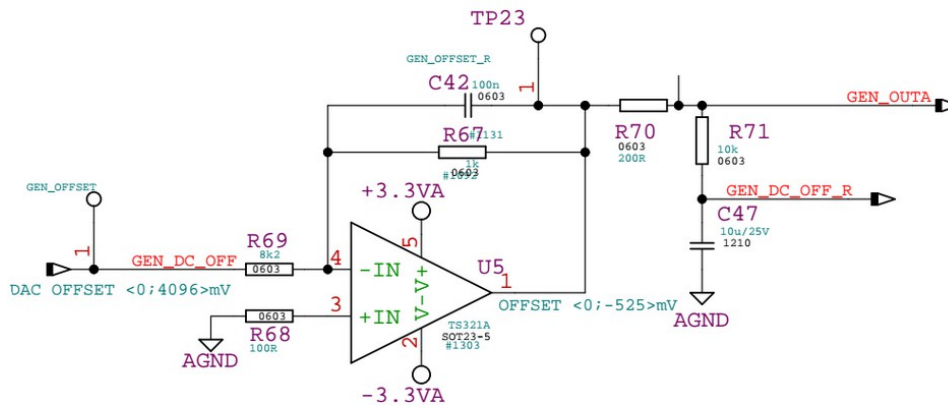 TP23
GEN_OFFSET_R
C42
100n
0603
1
GEN_OUTA
R67
#1131
1k
0603
#1092
R70
0603
200R
R71
10k
0603
GEN_OFFSET
+3.3VA
GEN_DC_OFF_R
C47
10u/25V
1210
1
R69
8k2
5
GEN_DC_OFF
0603
4
-IN
V+
U5
1
DAC OFFSET <0;4096>mV
OFFSET <0;-525>mV
3
+IN
V-
0603
R68
100R
AGND
TS321A
SOT23-5
#1303
2
AGND
-3.3VA